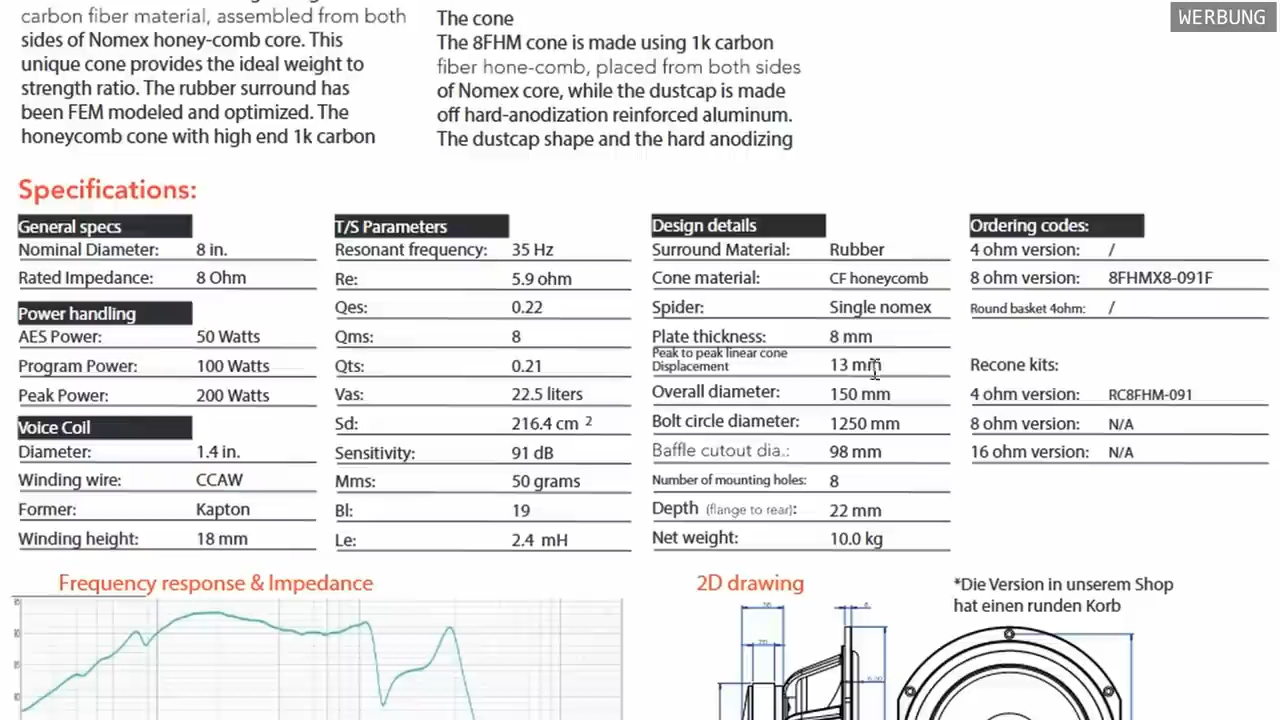 WERBUNG
carbon fiber material, assembled from both
sides of Nomex honey-comb core. This
unique cone provides the ideal weight to
strength ratio. The rubber surround has
been FEM modeled and optimized. The
honeycomb cone with high end 1k carbon
The cone
The 8FHM cone is made using 1k carbon
fiber hone-comb, placed from both sides
of Nomex core, while the dustcap is made
off hard-anodization reinforced aluminum.
The dustcap shape and the hard anodizing
Specifications:
General specs
Nominal Diameter: 8 in.
Rated Impedance: 8 Ohm
Power handling
AES Power: 50 Watts
Program Power: 100 Watts
Peak Power: 200 Watts
Voice Coil
Diameter: 1.4 in.
Winding wire: CCAW
Former: Kapton
Winding height: 18 mm
T/S Parameters
Resonant frequency: 35 Hz
Re: 5.9 ohm
Qes: 0.22
Qms: 8
Qts: 0.21
Vas: 22.5 liters
Sd: 216.4 cm 2
Sensitivity: 91 dB
Mms: 50 grams
Bl: 19
Le: 2.4 mH
Design details
Surround Material: Rubber
Cone material: CF honeycomb
Spider: Single nomex
Plate thickness: 8 mm
Peak to peak linear cone
Displacement 13 mm
Overall diameter: 150 mm
Bolt circle diameter: 1250 mm
Baffle cutout dia.: 98 mm
Number of mounting holes: 8
Depth (flange to rear): 22 mm
Net weight: 10.0 kg
Ordering codes:
4 ohm version: /
8 ohm version: 8FHMX8-091F
Round basket 4ohm: /
Recone kits:
4 ohm version: RC8FHM-091
8 ohm version: N/A
16 ohm version: N/A
Frequency response & Impedance
2D drawing
*Die Version in unserem Shop
hat einen runden Korb